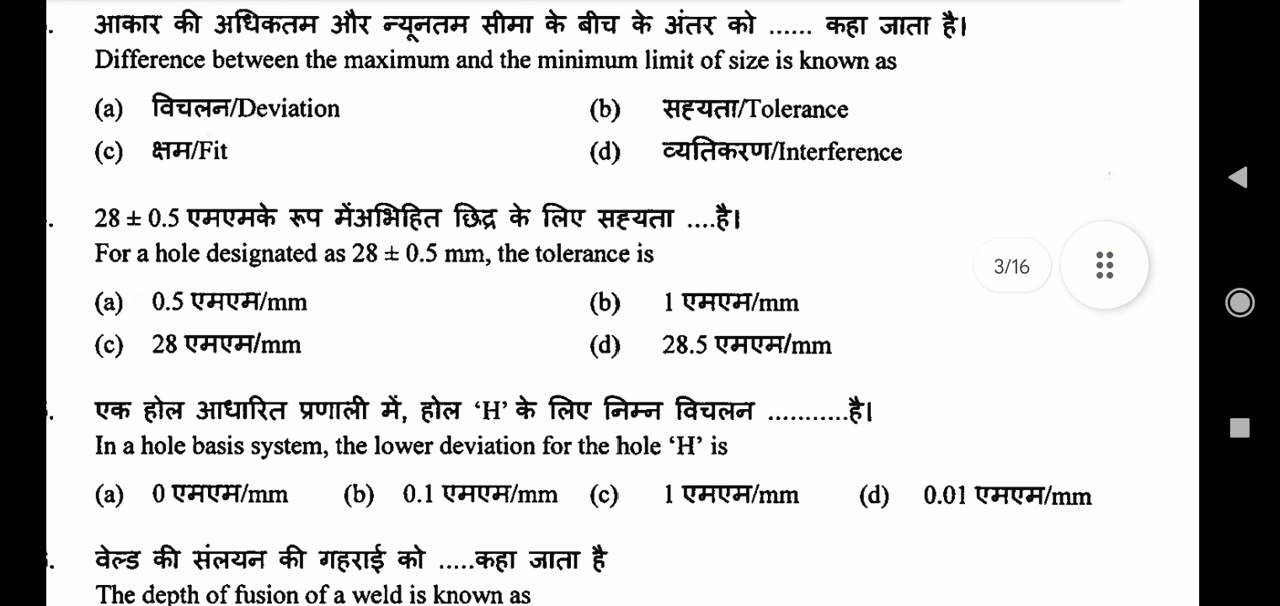 . आकार की अधिकतम और न्यूनतम सीमा के बीच के अंतर को ...... कहा जाता है।
Difference between the maximum and the minimum limit of size is known as
(a) विचलन/Deviation (b) सहयता/Tolerance
(c) क्षम/Fit (d) व्यतिकरण/Interference
. 28 ± 0.5 एमएमके रूप मेंअभिहित छिद्र के लिए सहयता ....है।
For a hole designated as 28 ± 0.5 mm, the tolerance is
3/16
(a) 0.5 एमएम/mm (b) 1 एमएम/mm
(c) 28 एमएम/mm (d) 28.5 एमएम/mm
. एक होल आधारित प्रणाली में, होल ‘H’ के लिए निम्न विचलन ...........है।
In a hole basis system, the lower deviation for the hole ‘H’ is
(a) 0 एमएम/mm (b) 0.1 एमएम/mm (c) 1 एमएम/mm (d) 0.01 एमएम/mm
. वेल्ड की संलयन की गहराई को .....कहा जाता है
The depth of fusion of a weld is known as